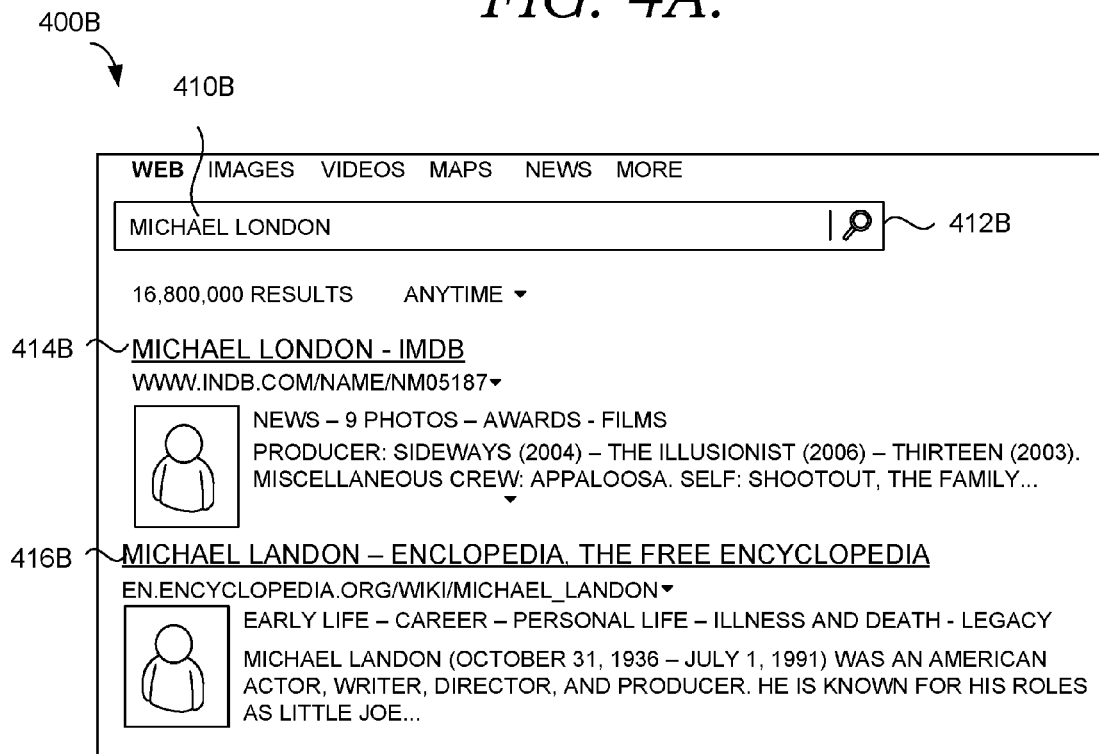 FIG. 4A.
400B
410B
WEB IMAGES VIDEOS MAPS NEWS MORE
MICHAEL LONDON
412B
16,800,000 RESULTS ANYTIME
414B
MICHAEL LONDON - IMDB
WWW.INDB.COM/NAME/NM05187
NEWS – 9 PHOTOS – AWARDS - FILMS
PRODUCER: SIDEWAYS (2004) – THE ILLUSIONIST (2006) – THIRTEEN (2003).
MISCELLANEOUS CREW: APPALOOSA. SELF: SHOOTOUT, THE FAMILY...
416B
MICHAEL LANDON – ENCLOPEDIA, THE FREE ENCYCLOPEDIA
EN.ENCYCLOPEDIA.ORG/WIKI/MICHAEL_LANDON
EARLY LIFE – CAREER – PERSONAL LIFE – ILLNESS AND DEATH - LEGACY
MICHAEL LANDON (OCTOBER 31, 1936 – JULY 1, 1991) WAS AN AMERICAN
ACTOR, WRITER, DIRECTOR, AND PRODUCER. HE IS KNOWN FOR HIS ROLES
AS LITTLE JOE...